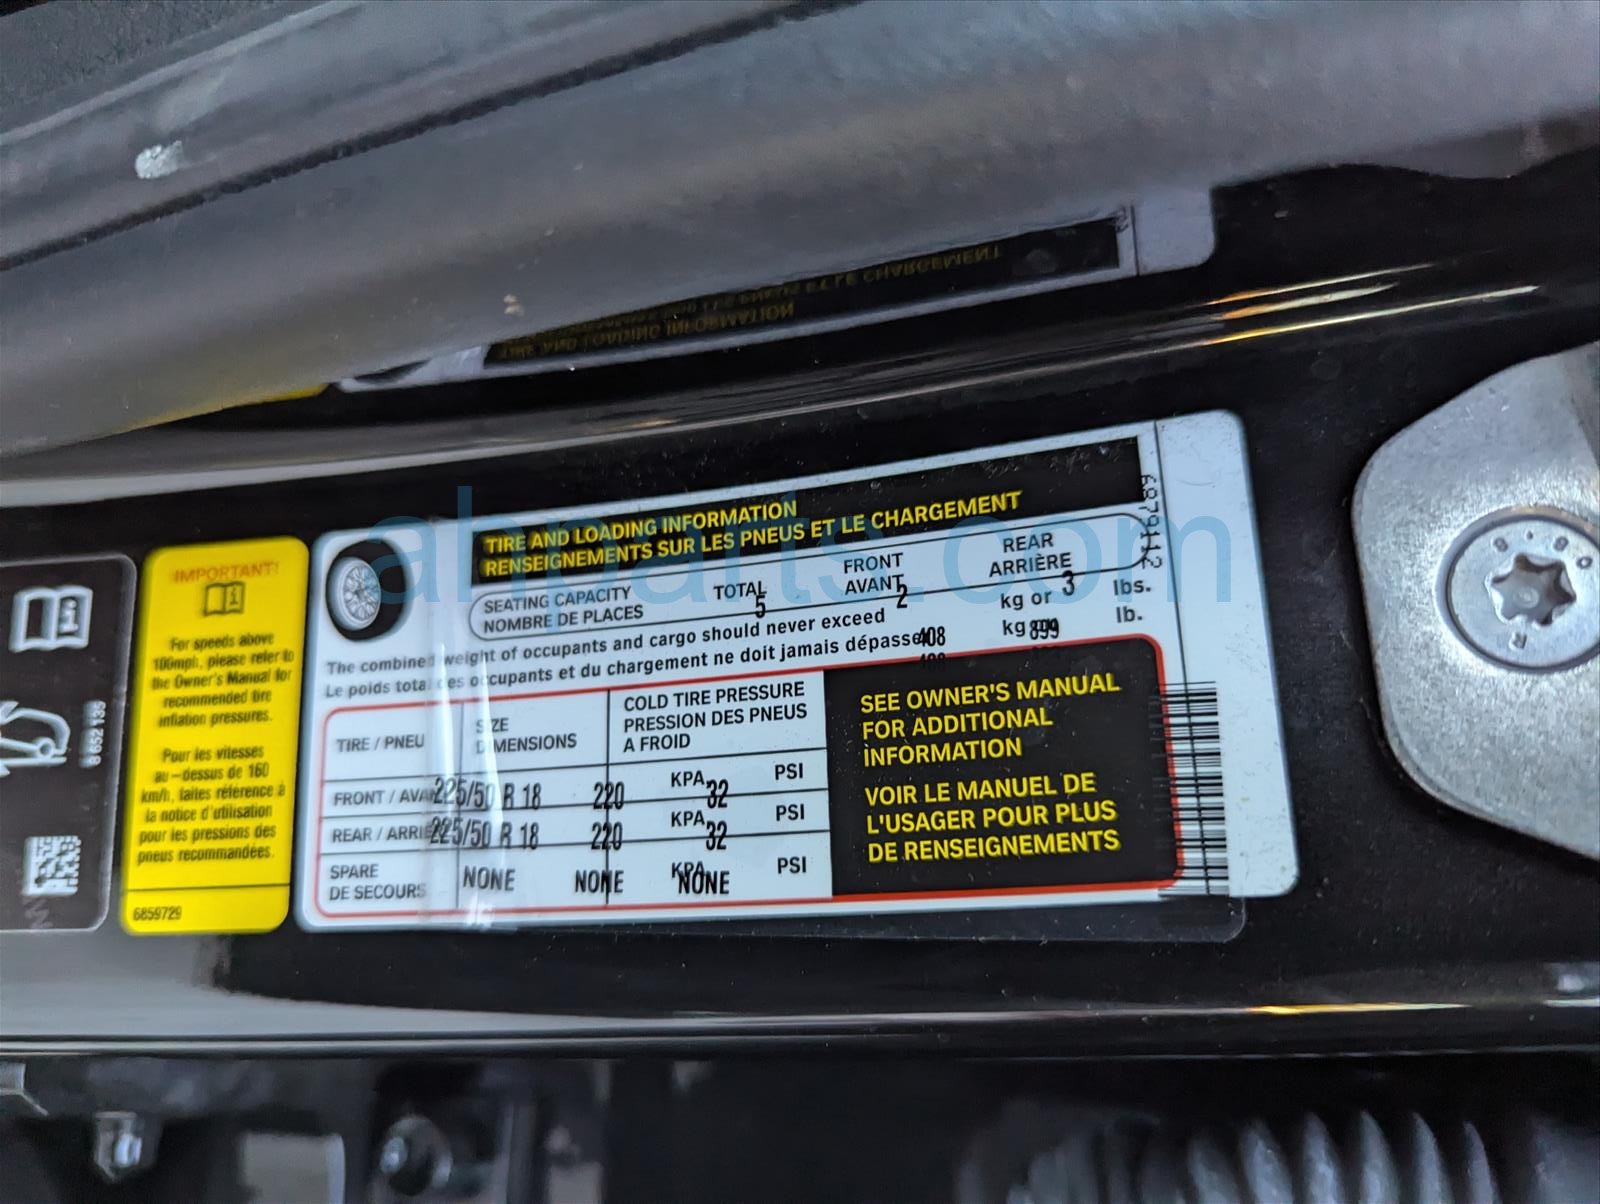 8652139
IMPORTANT!
For speeds above
100mph, please refer to
the Owner's Manual for
recommended tire
inflation pressures.
Pour les vitesses
au-dessus de 160
km/h, faites référence à
la notice d'utilisation
pour les pressions des
pneus recommandées.
6859729
TIRE AND LOADING INFORMATION
RENSEIGNEMENTS SUR LES PNEUS ET LE CHARGEMENT
SEATING CAPACITY TOTAL FRONT REAR
NOMBRE DE PLACES 5 AVANT 2 ARRIÈRE 3
The combined weight of occupants and cargo should never exceed 408 kg or 899 lbs.
Le poids total des occupants et du chargement ne doit jamais dépasser kg lb.
TIRE / PNEU SIZE DIMENSIONS COLD TIRE PRESSURE
PRESSION DES PNEUS
A FROID
FRONT / AVANT 225/50 R 18 220 KPA 32 PSI
REAR / ARRIERE 225/50 R 18 220 KPA 32 PSI
SPARE
DE SECOURS NONE NONE KPA NONE PSI
SEE OWNER'S MANUAL
FOR ADDITIONAL
INFORMATION
VOIR LE MANUEL DE
L'USAGER POUR PLUS
DE RENSEIGNEMENTS
ahparts.com